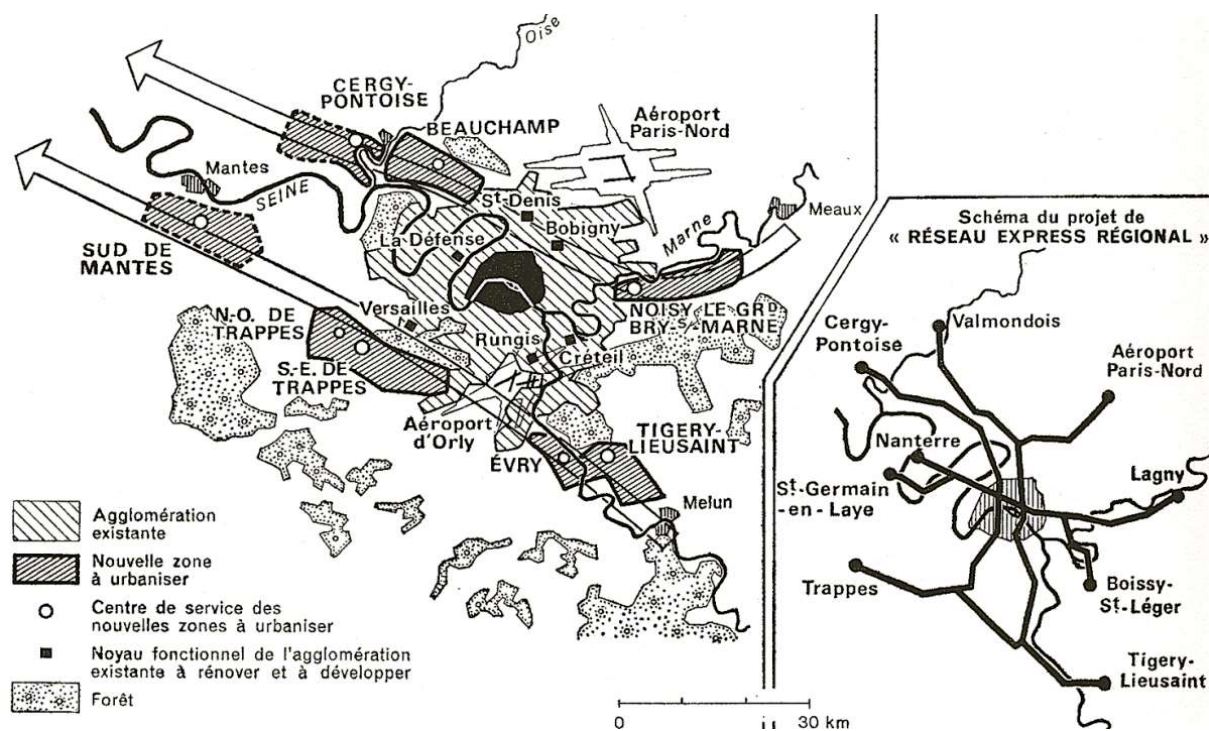 Oise
CERGY-
PONTOISE
BEAUCHAMP
Aéroport
Paris-Nord
Mantes
SEINE
St-Denis
Bobigny
Marne
Meaux
La Défense
SUD DE
MANTES
Versailles
NOISY-LE-GRD
BRY-S-MARNE
N.-O. DE
TRAPPES
Rungis
Créteil
S.-E. DE
TRAPPES
Aéroport
d'Orly
TIGERY-
LIEUSAINT
ÉVRY
Melun
Agglomération
existante
Nouvelle zone
à urbaniser
Centre de service des
nouvelles zones à urbaniser
Noyau fonctionnel de l'agglomération
existante à rénover et à développer
Forêt
0 30 km
Schéma du projet de
« RÉSEAU EXPRESS RÉGIONAL »
Cergy-
Pontoise
Valmondois
Aéroport
Paris-Nord
Nanterre
St-Germain
-en-Laye
Lagny
Trappes
Boissy-
St-Léger
Tigery-
Lieusaint